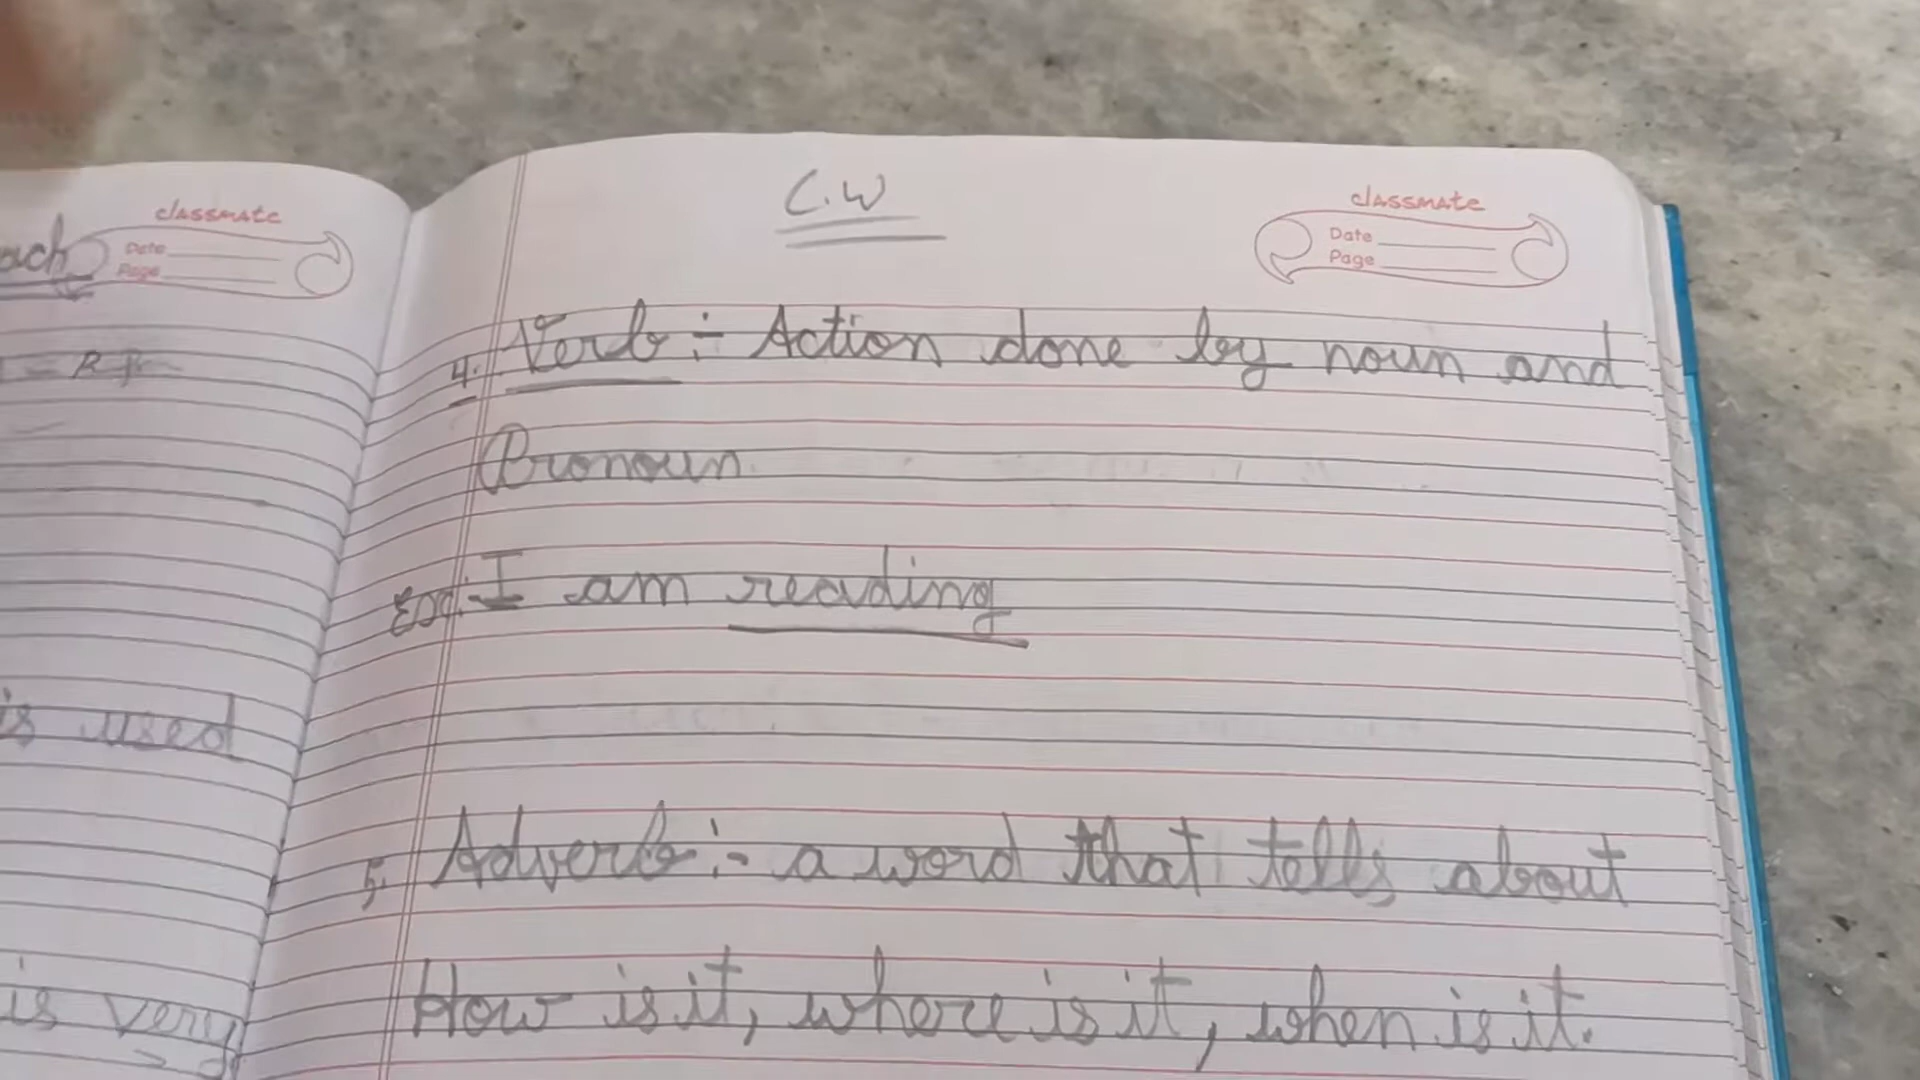 classmate
Date
Page
ach
is used
is very
C.W
classmate
Date
Page
4. Verb :- Action done by noun and
Pronoun.
I am reading
5. Adverb :- a word that tells about
How is it, where is it, when is it.